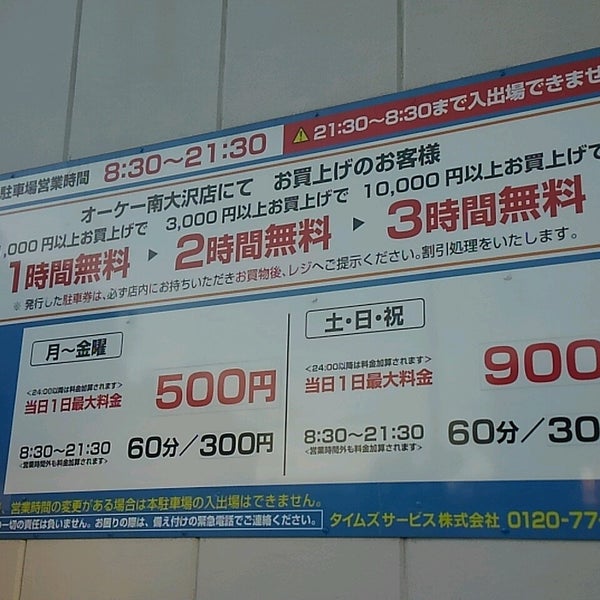 駐車場営業時間 8:30～21:30 21:30～8:30まで入出場できませ
オーケー南大沢店にて お買上げのお客様
,000円以上お買上げで 3,000円以上お買上げで 10,000円以上お買上げで
1時間無料 ▶ 2時間無料 ▶ 3時間無料
※ 発行した駐車券は、必ず店内にお持ちいただきお買物後、レジへご提示ください。割引処理をいたします。
月～金曜
<24:00以降は料金加算されます>
当日1日最大料金 500円
8:30～21:30 60分／300円
<営業時間外も料金加算されます>
土・日・祝
<24:00以降は料金加算されます>
当日1日最大料金 900
8:30～21:30 60分／30
<営業時間外も料金加算されます>
、営業時間の変更がある場合は本駐車場の入出場はできません。
一切の責任は負いません。お困りの際は、備え付けの緊急電話でご連絡ください。 タイムズサービス株式会社 0120-77